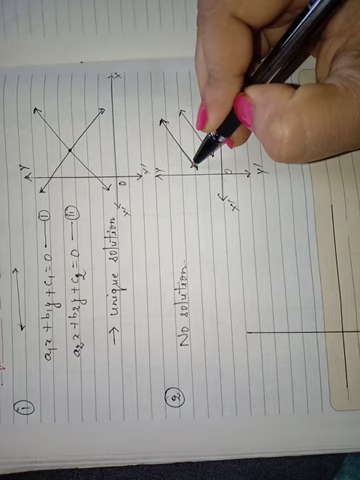 ①
a₁x + b₁y + c₁ = 0 — ⓘ
a₂x + b₂y + c₂ = 0 — ⓘⓘ
→ unique solution
Y
X
O
X'
Y'
②
No solution.
Y
O
X'
Y'